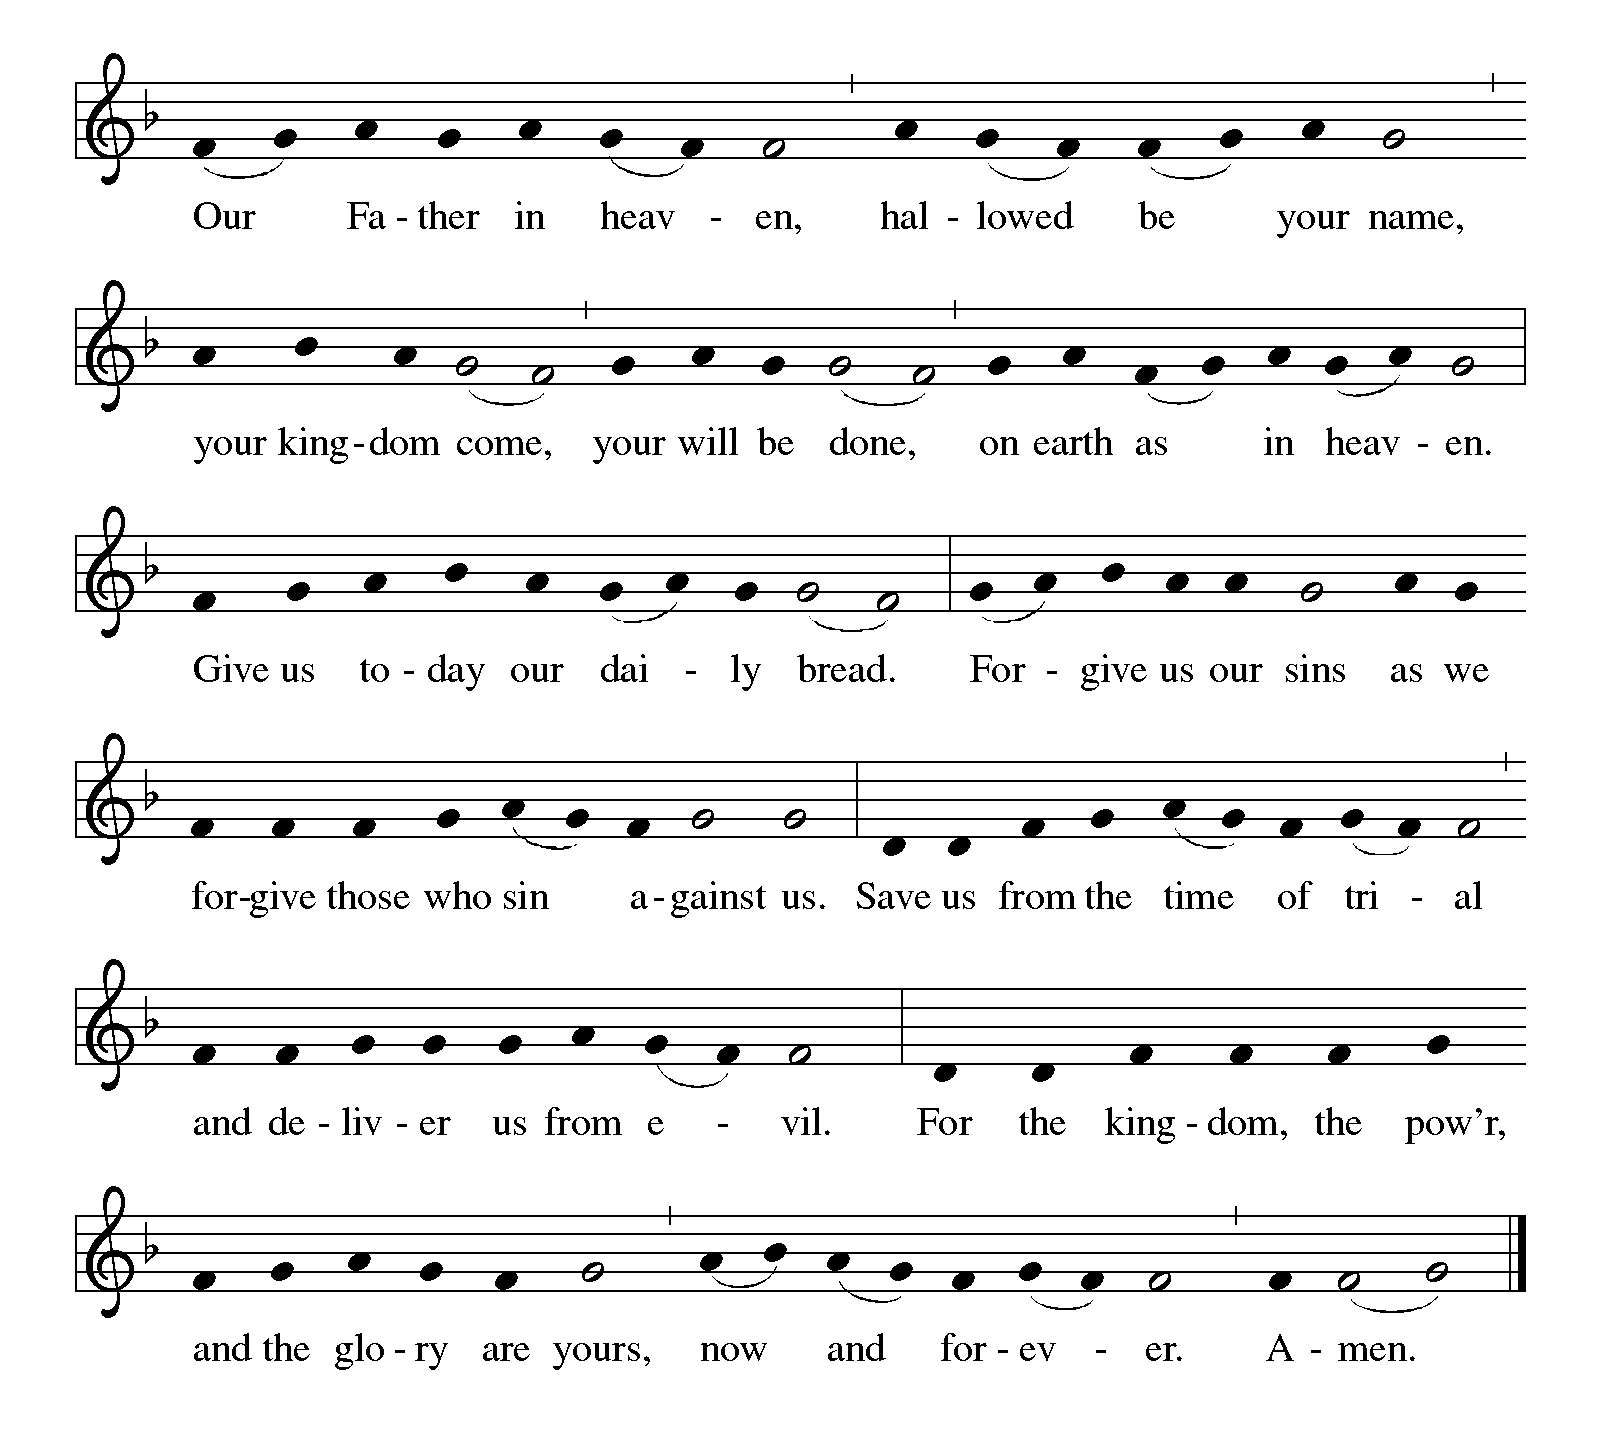 Our Fa - ther in heav - en, hal - lowed be your name,
your king - dom come, your will be done, on earth as in heav - en.
Give us to - day our dai - ly bread. For - give us our sins as we
for - give those who sin a - gainst us. Save us from the time of tri - al
and de - liv - er us from e - vil. For the king - dom, the pow’r,
and the glo - ry are yours, now and for - ev - er. A - men.